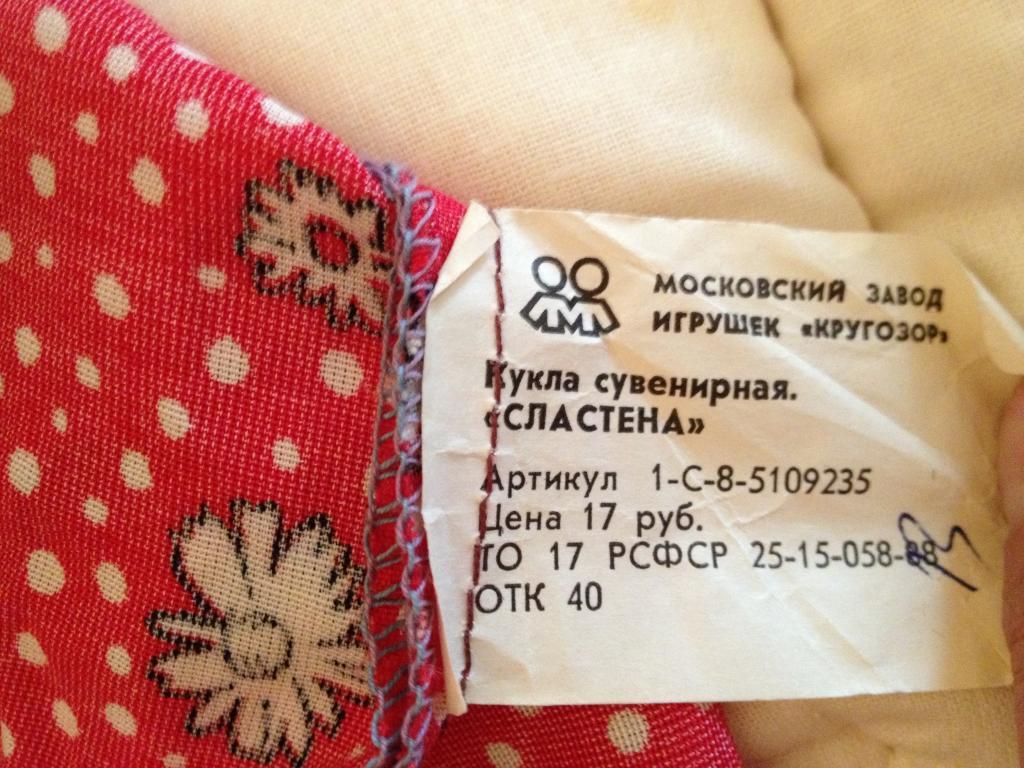 МОСКОВСКИЙ ЗАВОД
ИГРУШЕК «КРУГОЗОР»
Кукла сувенирная.
«СЛАСТЕНА»
Артикул 1-С-8-5109235
Цена 17 руб.
ТО 17 РСФСР 25-15-058-88
ОТК 40